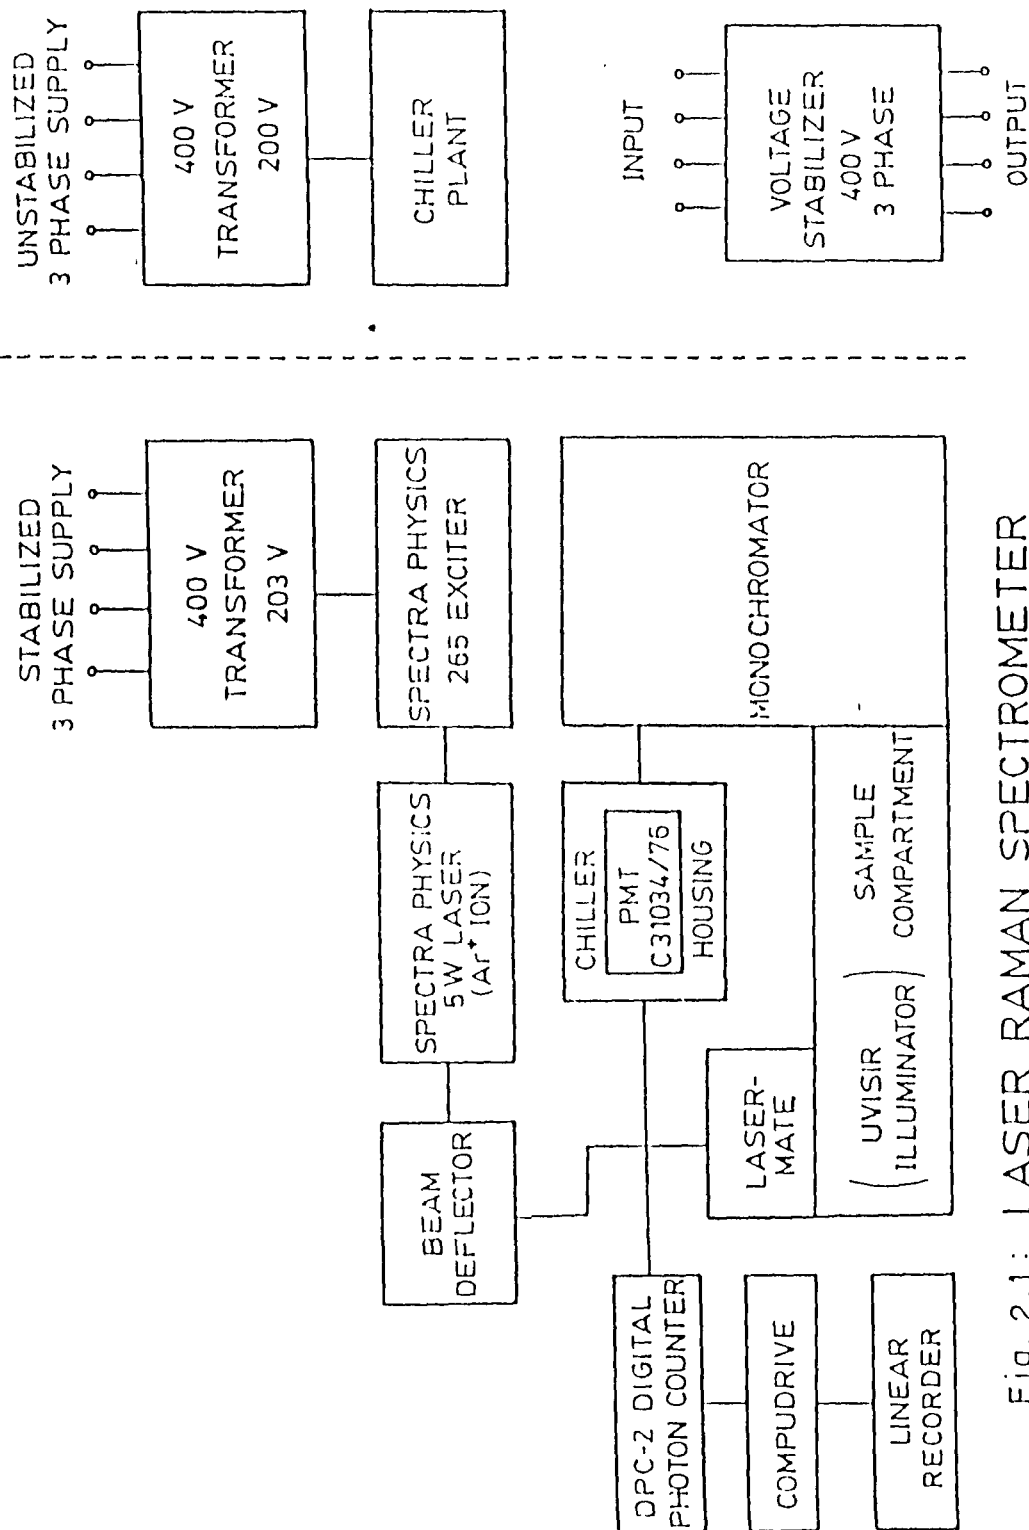 STABILIZED
3 PHASE SUPPLY
400 V
TRANSFORMER
203 V
SPECTRA PHYSICS
265 EXCITER
SPECTRA PHYSICS
5W LASER
(Ar+ ION)
BEAM
DEFLECTOR
MONOCHROMATOR
CHILLER
PMT
C31034/76
HOUSING
LASER-
MATE
(UVISIR
ILLUMINATOR)
SAMPLE
COMPARTMENT
DPC-2 DIGITAL
PHOTON COUNTER
COMPUDRIVE
LINEAR
RECORDER
UNSTABILIZED
3 PHASE SUPPLY
400 V
TRANSFORMER
200 V
CHILLER
PLANT
INPUT
VOLTAGE
STABILIZER
400V
3 PHASE
OUTPUT
Fig. 2.1: LASER RAMAN SPECTROMETER